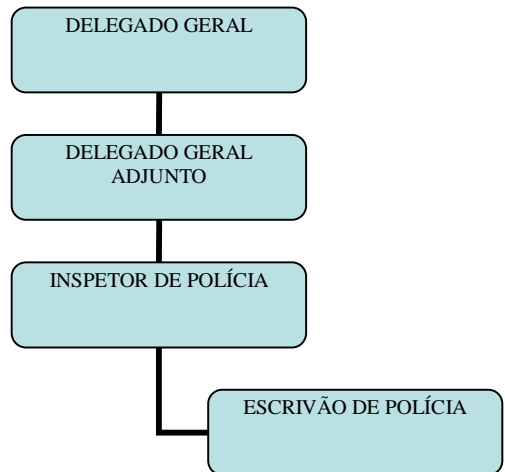 DELEGADO GERAL
DELEGADO GERAL
ADJUNTO
INSPETOR DE POLÍCIA
ESCRIVÃO DE POLÍCIA